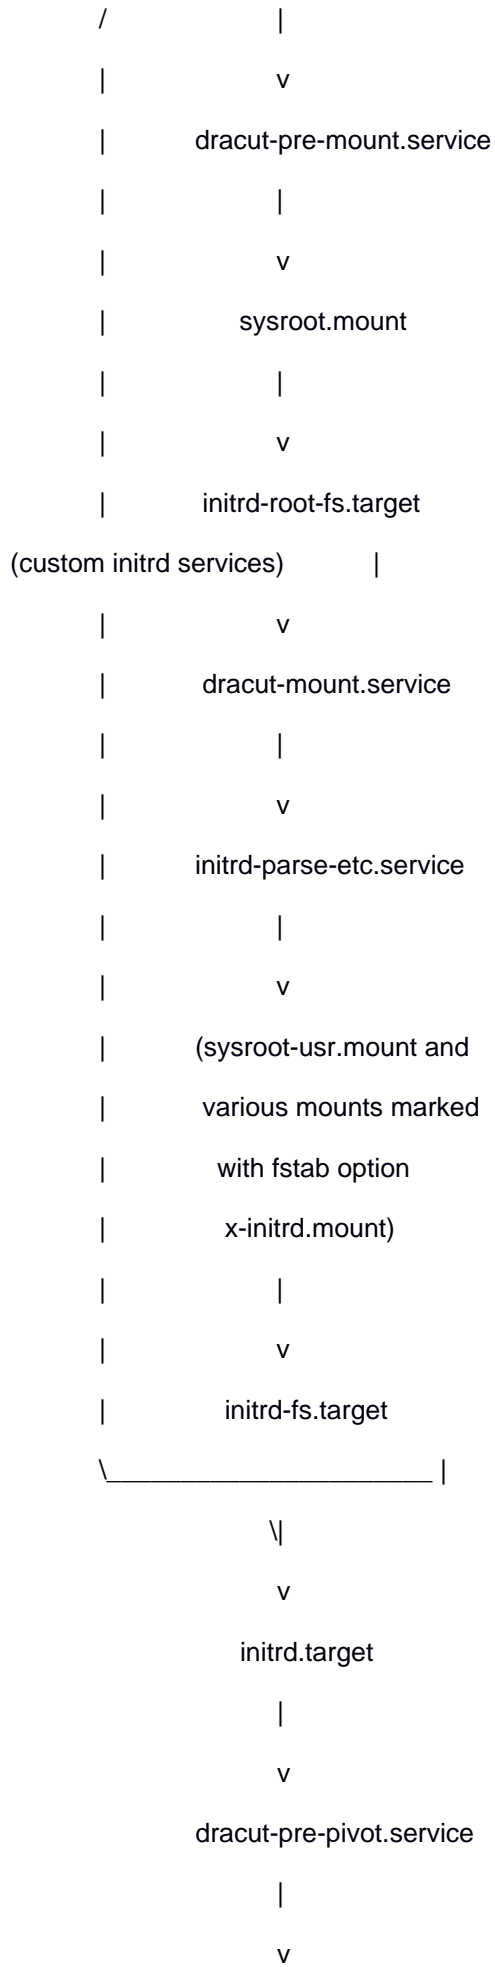 / |
| v
| dracut-pre-mount.service
| |
| v
| sysroot.mount
| |
| v
| initrd-root-fs.target
(custom initrd services) |
| v
| dracut-mount.service
| |
| v
| initrd-parse-etc.service
| |
| v
| (sysroot-usr.mount and
| various mounts marked
| with fstab option
| x-initrd.mount)
| |
| v
| initrd-fs.target
\______________________ |
\|
v
initrd.target
|
v
dracut-pre-pivot.service
|
v